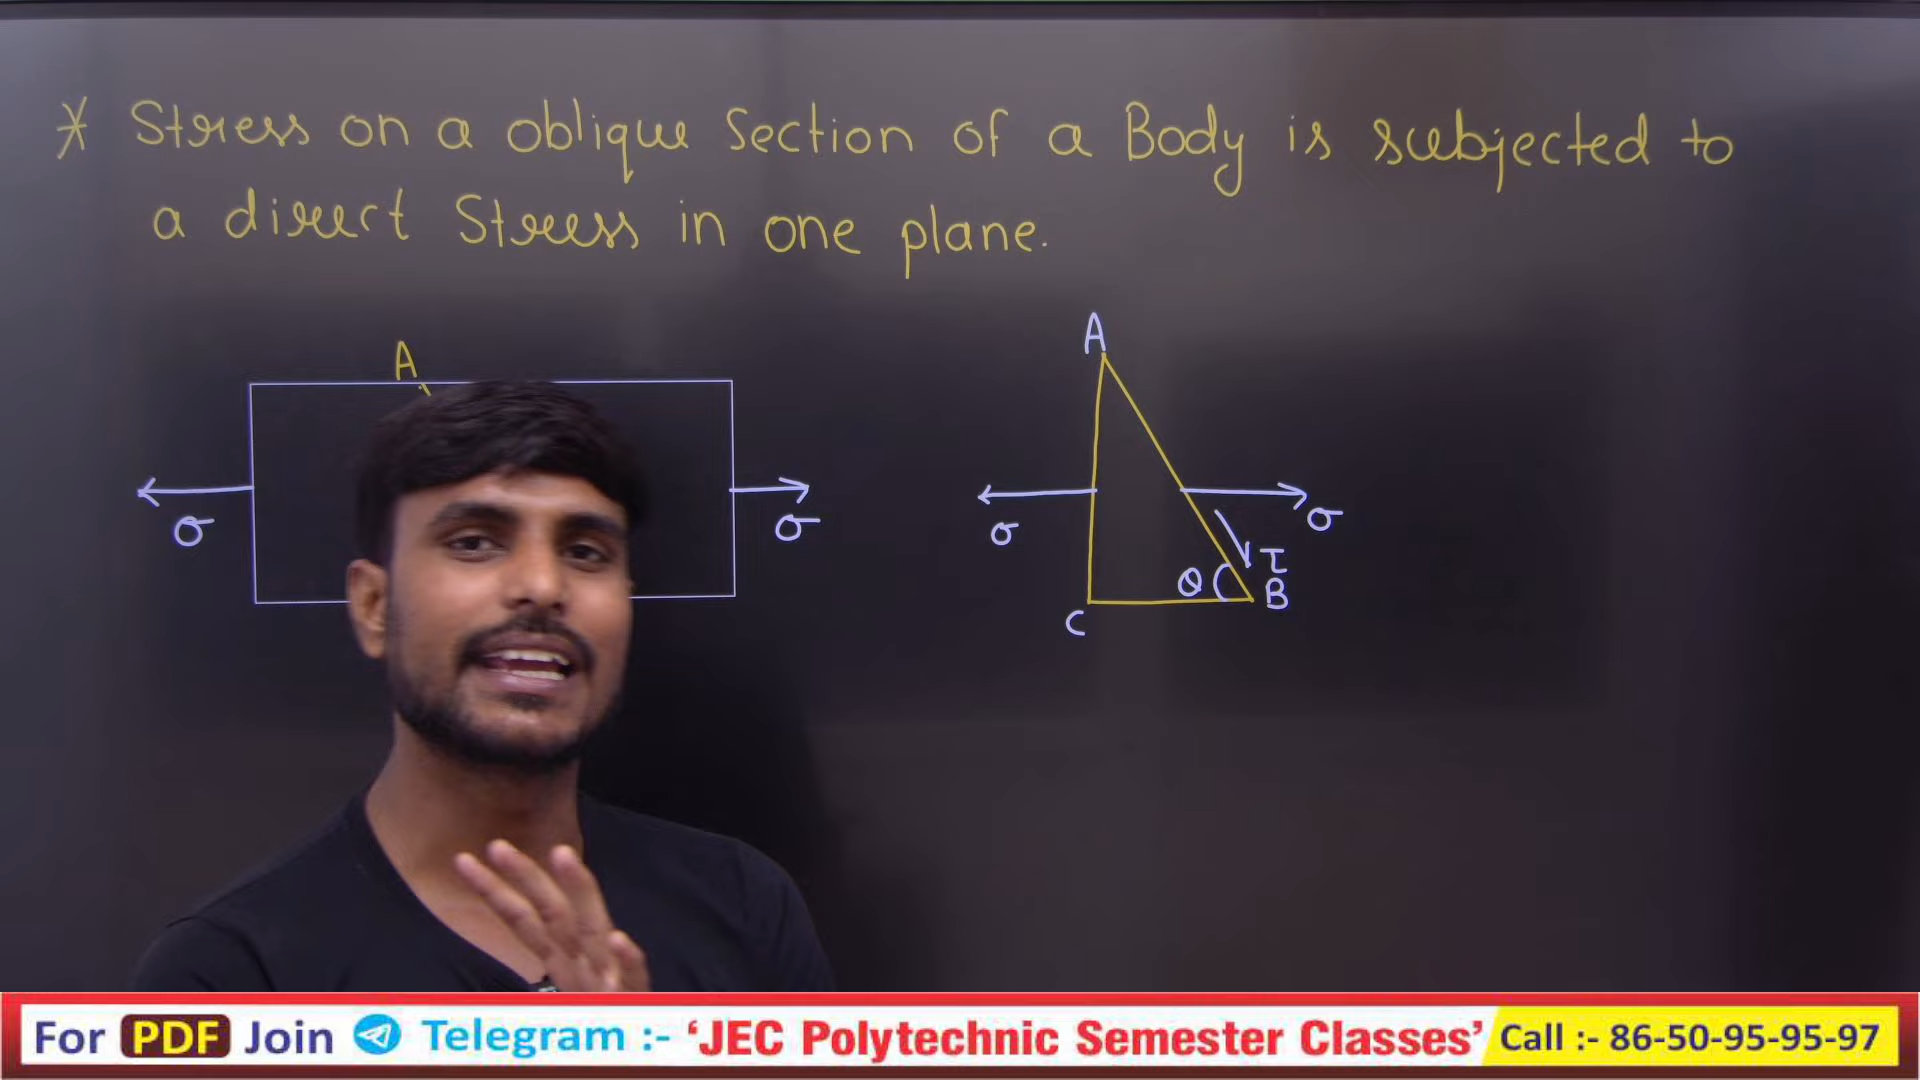 * Stress on a oblique Section of a Body is subjected to
a direct Stress in one plane.
A
A
σ
σ
σ
σ
τ
θ
B
C
For PDF Join Telegram :- ‘JEC Polytechnic Semester Classes’ Call :- 86-50-95-95-97